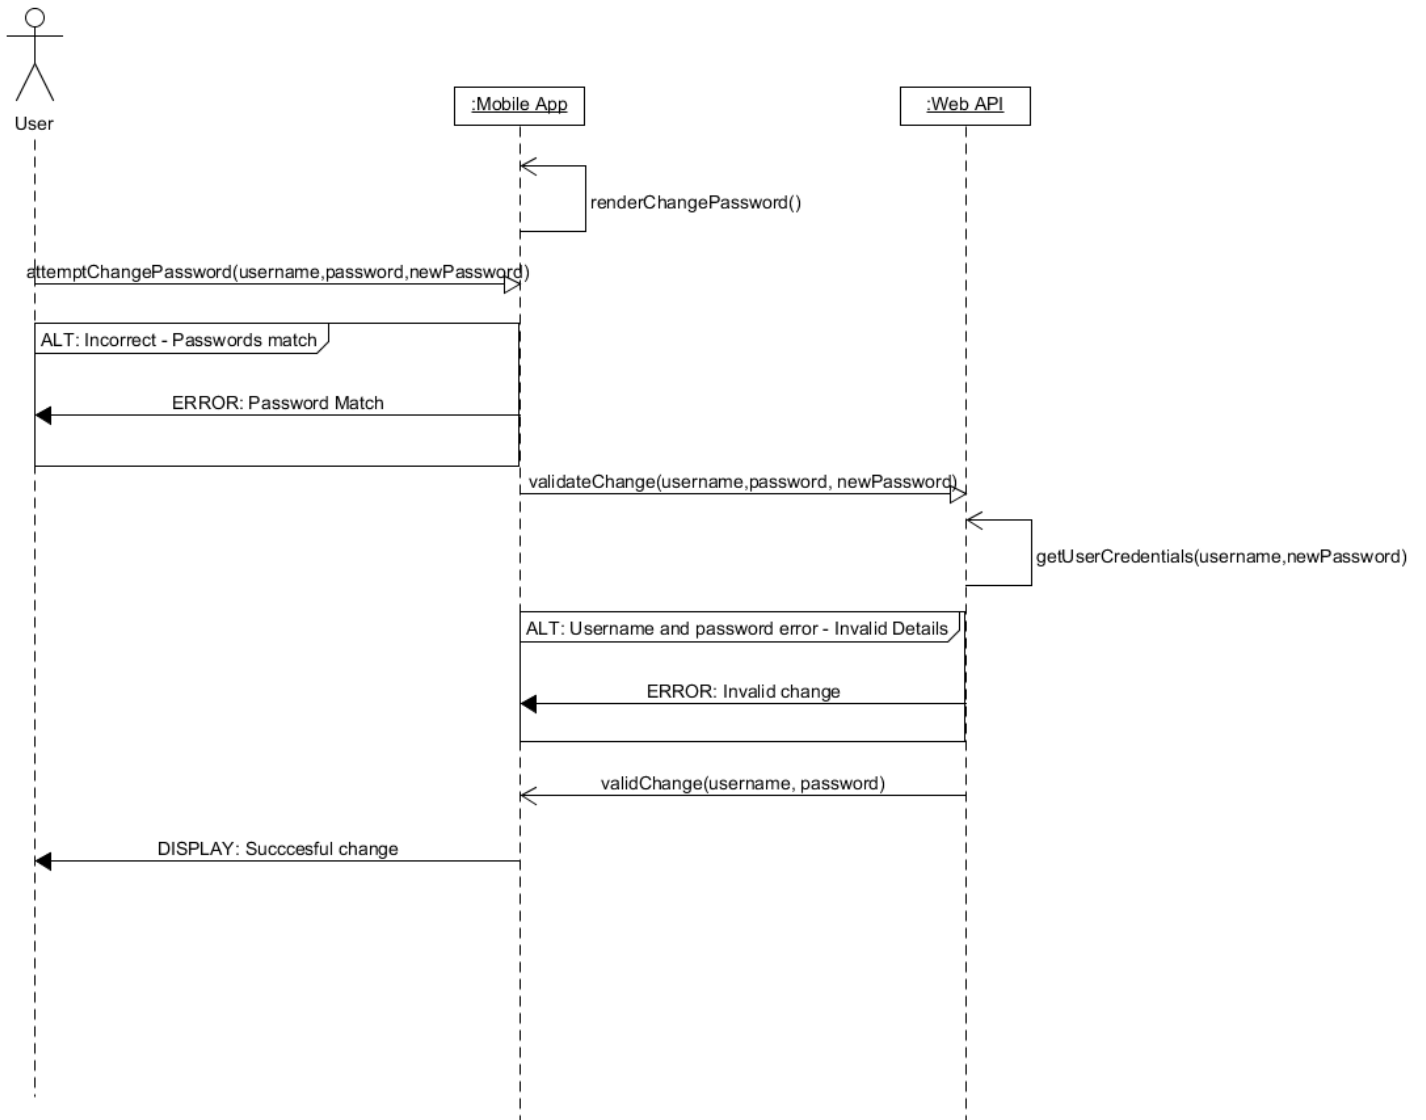 User
:Mobile App
:Web API
renderChangePassword()
attemptChangePassword(username,password,newPassword)
ALT: Incorrect - Passwords match
ERROR: Password Match
validateChange(username,password, newPassword)
getUserCredentials(username,newPassword)
ALT: Username and password error - Invalid Details
ERROR: Invalid change
validChange(username, password)
DISPLAY: Succcesful change